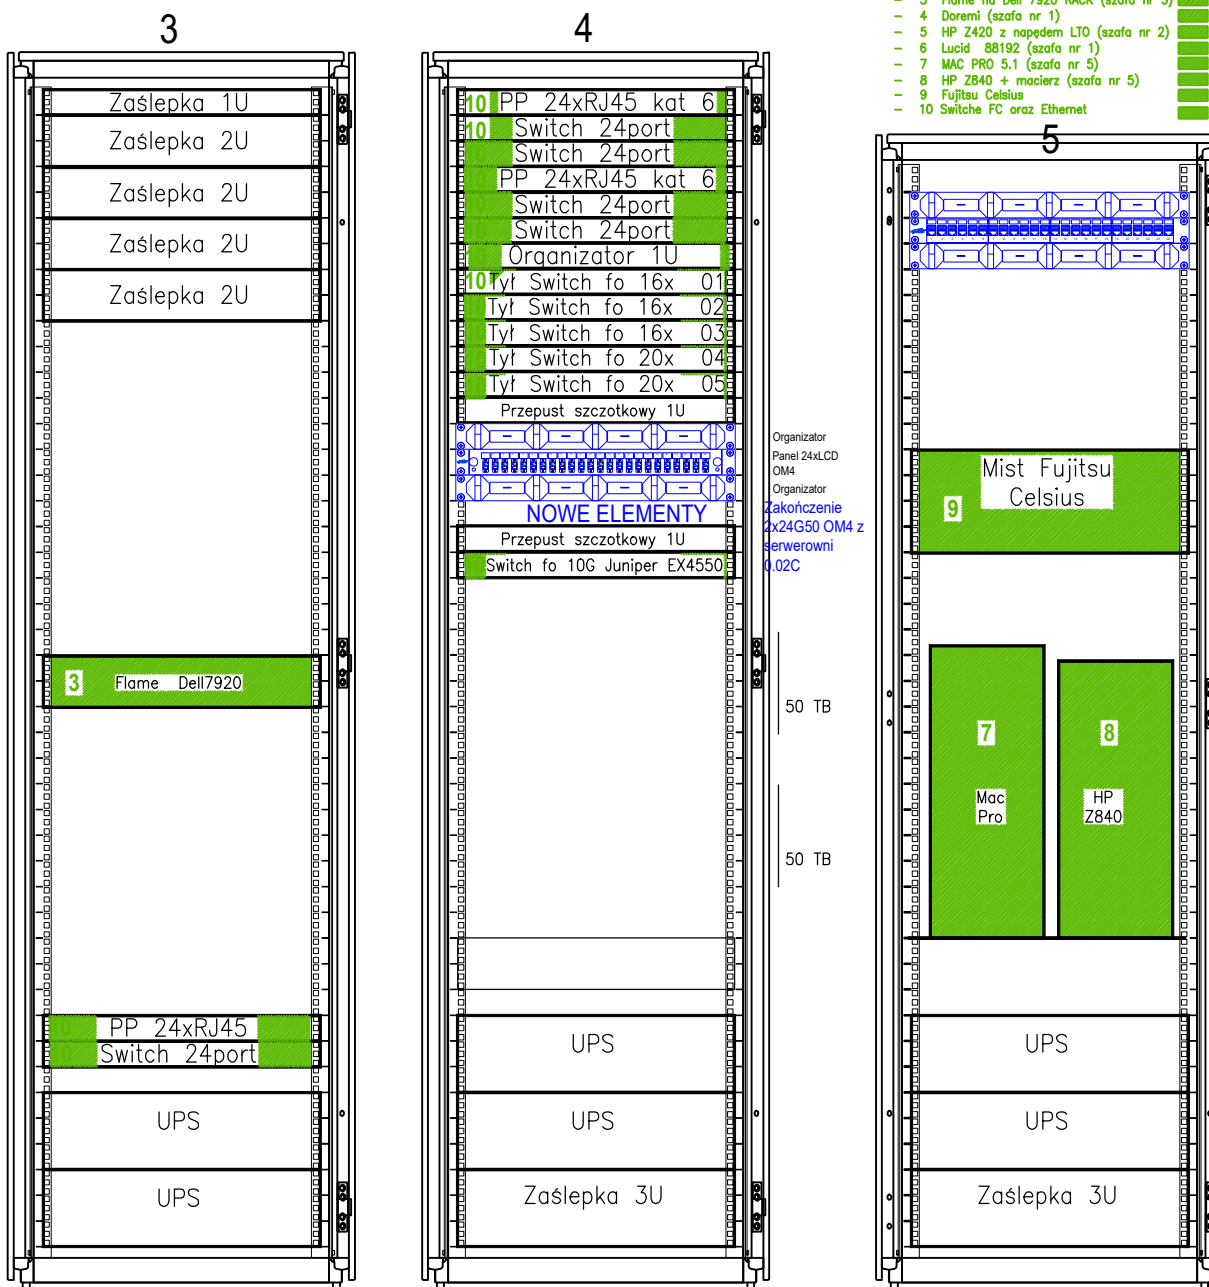 3
4
- 3 Flame na Dell 7920 RACK (szafa nr 3)
- 4 Doremi (szafa nr 1)
- 5 HP Z420 z napędem LTO (szafa nr 2)
- 6 Lucid 88192 (szafa nr 1)
- 7 MAC PRO 5.1 (szafa nr 5)
- 8 HP Z840 + macierz (szafa nr 5)
- 9 Fujitsu Celsius
- 10 Switche FC oraz Ethernet
5
Zaślepka 1U
Zaślepka 2U
Zaślepka 2U
Zaślepka 2U
Zaślepka 2U
3 Flame Dell7920
PP 24xRJ45
Switch 24port
UPS
UPS
10 PP 24xRJ45 kat 6
10 Switch 24port
Switch 24port
PP 24xRJ45 kat 6
Switch 24port
Switch 24port
Organizator 1U
10 Tył Switch fo 16x 01
Tył Switch fo 16x 02
Tył Switch fo 16x 03
Tył Switch fo 20x 04
Tył Switch fo 20x 05
Przepust szczotkowy 1U
Organizator
Panel 24xLCD
OM4
Organizator
NOWE ELEMENTY
Zakończenie
2x24G50 OM4 z
serwerowni
0.02C
Przepust szczotkowy 1U
Switch fo 10G Juniper EX4550
50 TB
50 TB
UPS
UPS
Zaślepka 3U
Mist Fujitsu
Celsius
9
7
Mac
Pro
8
HP
Z840
UPS
UPS
Zaślepka 3U